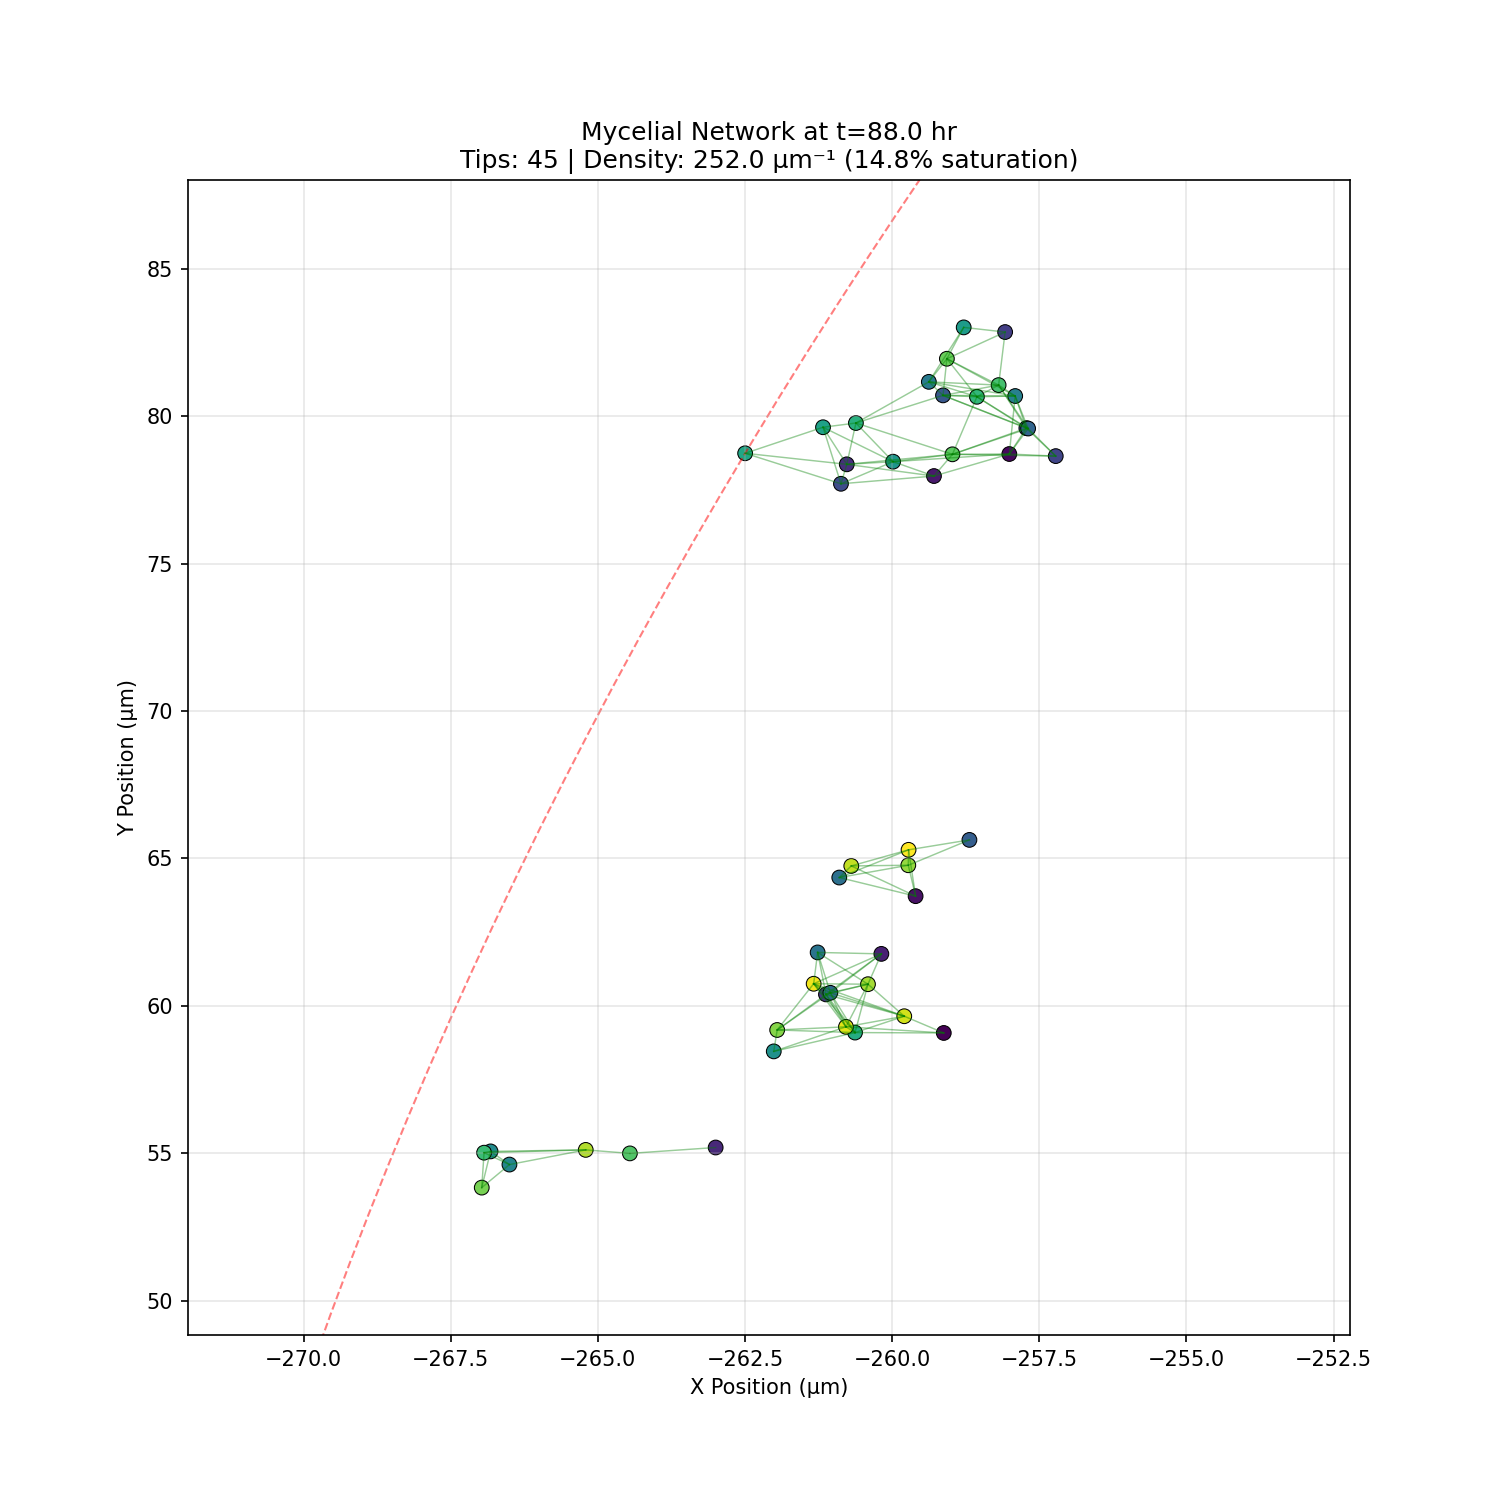 Mycelial Network at t=88.0 hr
Tips: 45 | Density: 252.0 µm⁻¹ (14.8% saturation)
85
80
75
70
65
60
55
50
Y Position (µm)
−270.0 −267.5 −265.0 −262.5 −260.0 −257.5 −255.0 −252.5
X Position (µm)